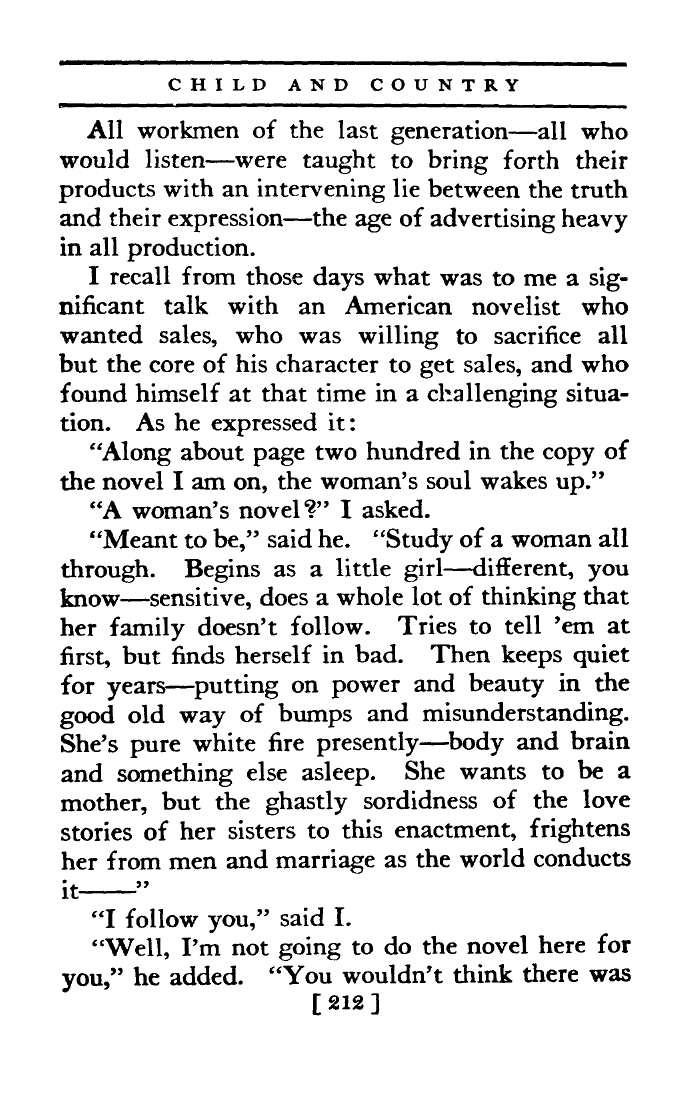 CHILD AND COUNTRY
All workmen of the last generation—all who
would listen—were taught to bring forth their
products with an intervening lie between the truth
and their expression—the age of advertising heavy
in all production.
I recall from those days what was to me a sig-
nificant talk with an American novelist who
wanted sales, who was willing to sacrifice all
but the core of his character to get sales, and who
found himself at that time in a challenging situa-
tion. As he expressed it:
“Along about page two hundred in the copy of
the novel I am on, the woman’s soul wakes up.”
“A woman’s novel?” I asked.
“Meant to be,” said he. “Study of a woman all
through. Begins as a little girl—different, you
know—sensitive, does a whole lot of thinking that
her family doesn’t follow. Tries to tell ’em at
first, but finds herself in bad. Then keeps quiet
for years—putting on power and beauty in the
good old way of bumps and misunderstanding.
She’s pure white fire presently—body and brain
and something else asleep. She wants to be a
mother, but the ghastly sordidness of the love
stories of her sisters to this enactment, frightens
her from men and marriage as the world conducts
it——”
“I follow you,” said I.
“Well, I’m not going to do the novel here for
you,” he added. “You wouldn’t think there was
[ 212 ]